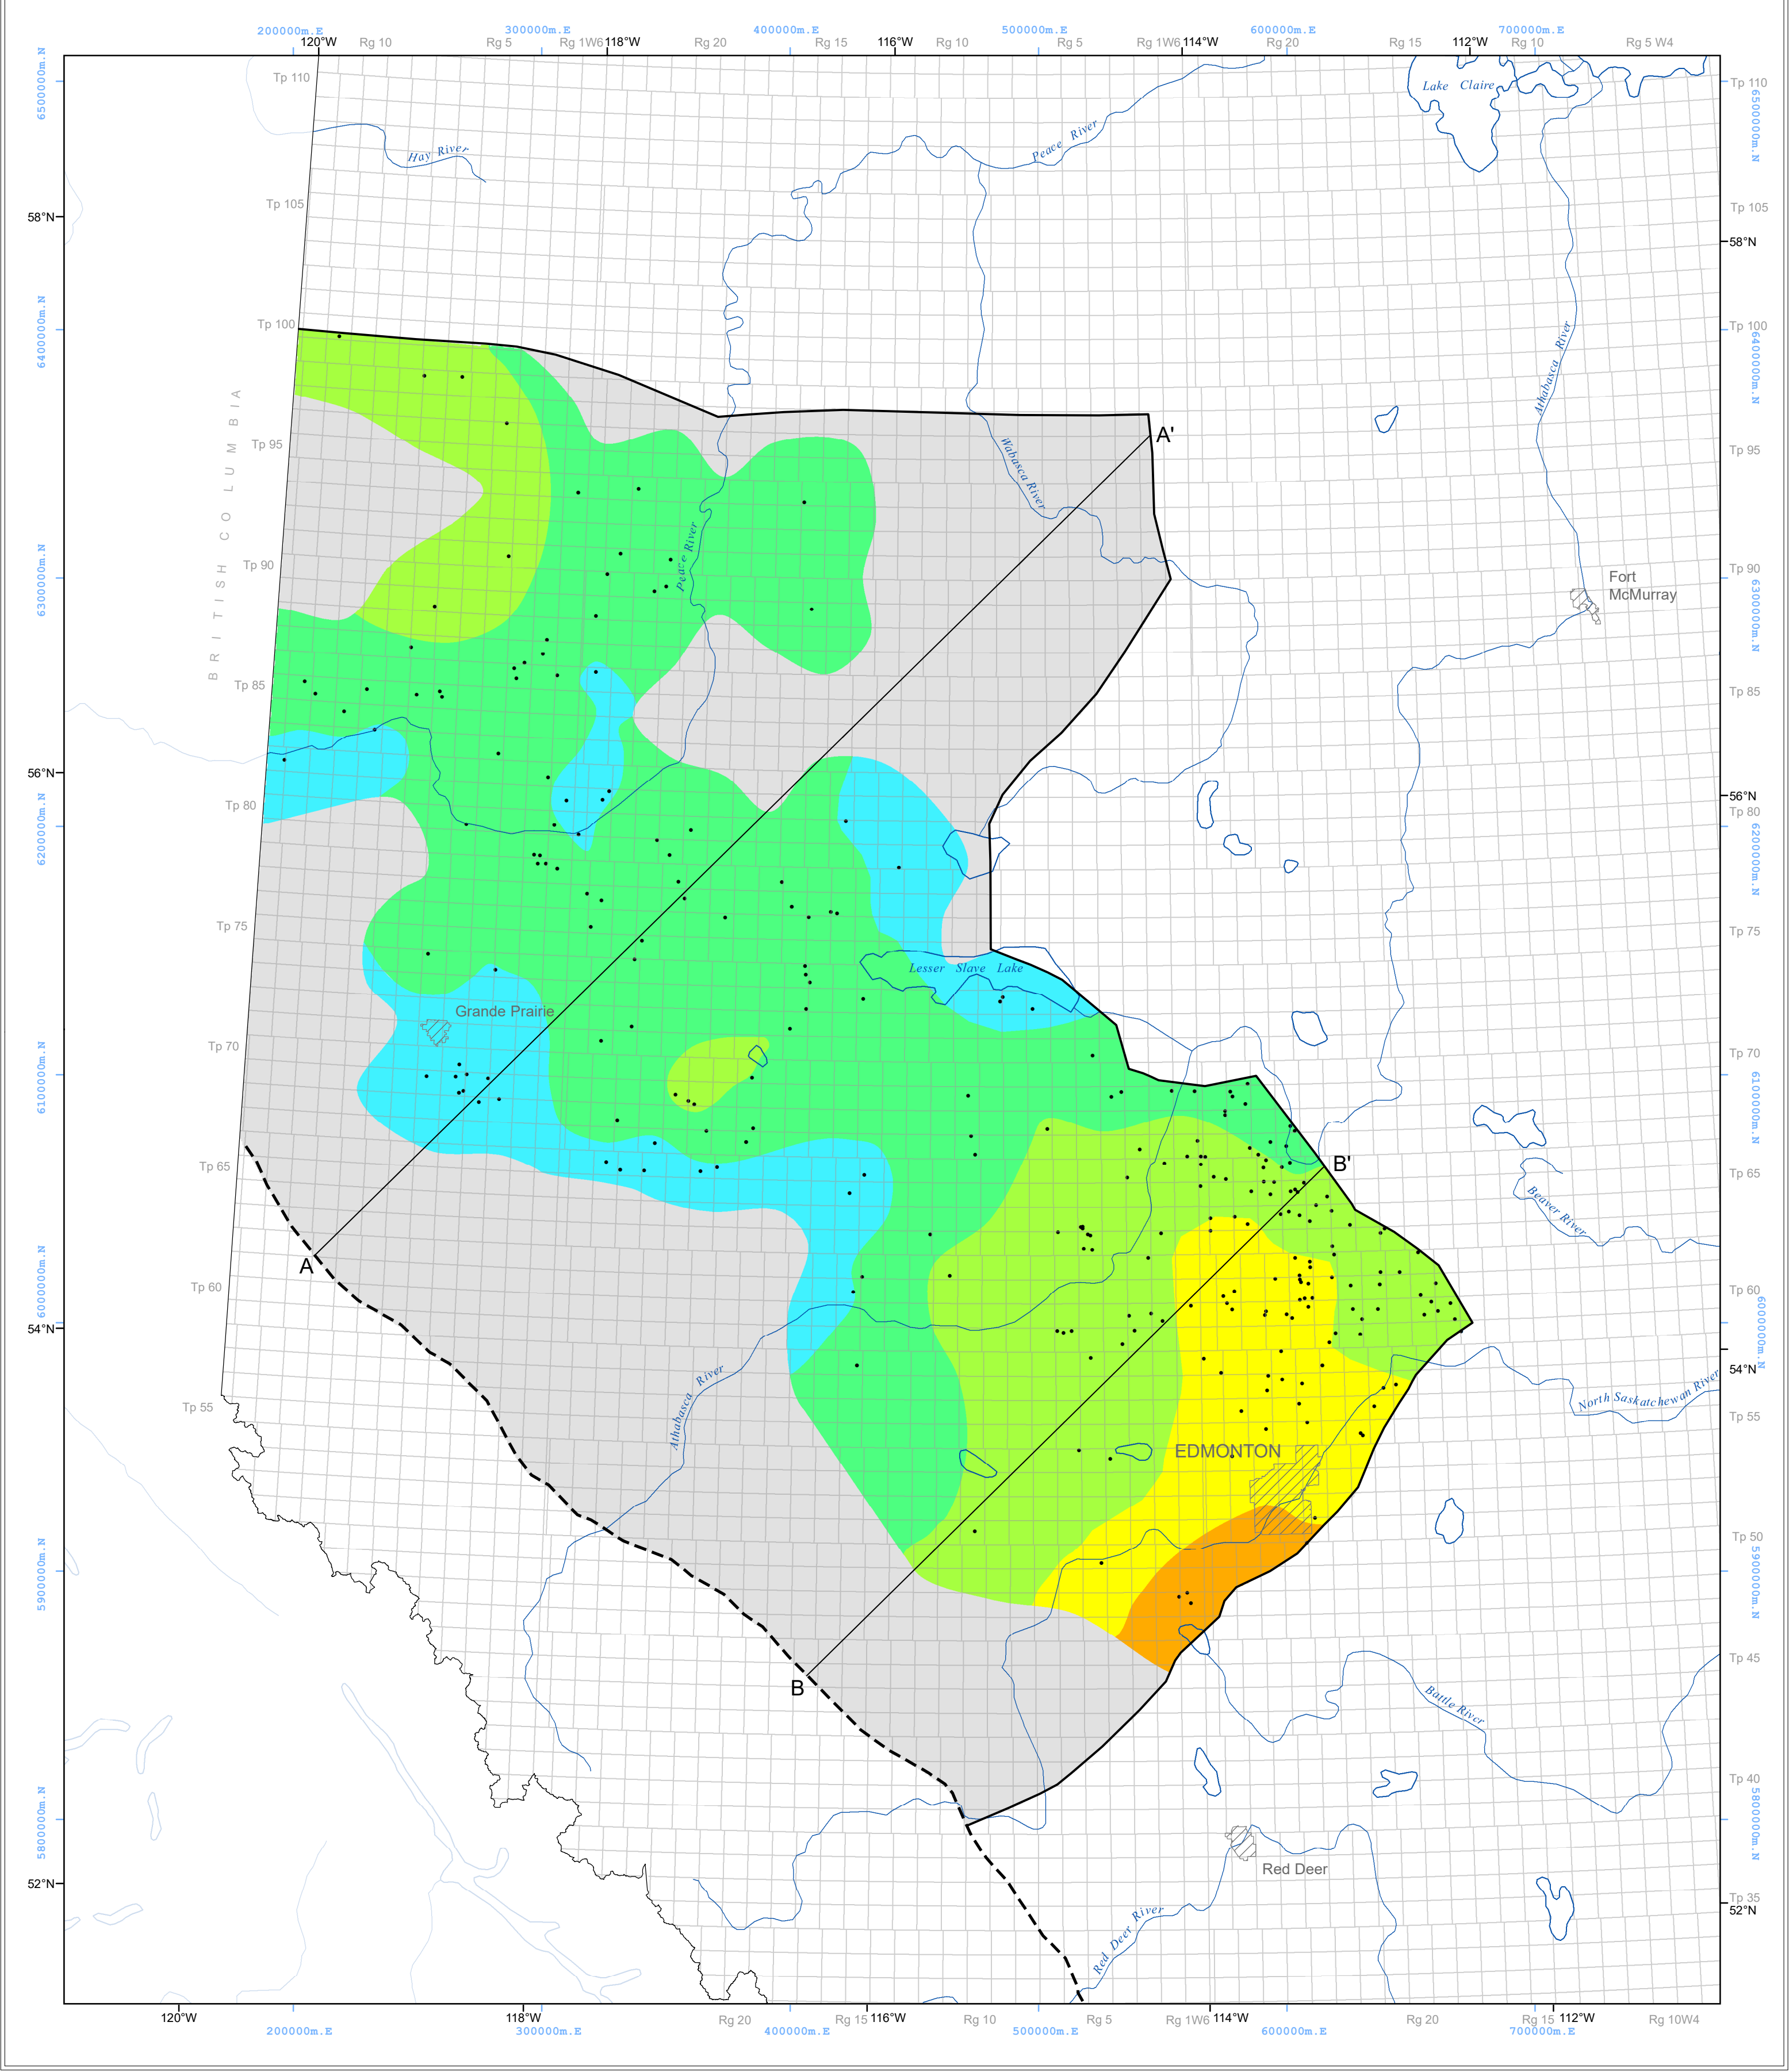 200000m.E 300000m.E 400000m.E 500000m.E 600000m.E 700000m.E
120°W Rg 10 Rg 5 Rg 1W6 118°W Rg 20 Rg 15 116°W Rg 10 Rg 5 Rg 1W6 114°W Rg 20 Rg 15 112°W Rg 10 Rg 5 W4
6500000m.N
Tp 110
Lake Claire
Tp 110
6500000m.N
Hay River
Peace River
Tp 105
Tp 105
58°N
58°N
6400000m.N
Tp 100
Tp 100
6400000m.N
Athabasca River
BRITISH COLUMBIA
Tp 95
A'
Wabasca River
Tp 95
Peace River
Tp 90
Tp 90
6300000m.N
6300000m.N
Fort
McMurray
Tp 85
Tp 85
56°N
56°N
Tp 80
Tp 80
6200000m.N
6200000m.N
Tp 75
Tp 75
Lesser Slave Lake
Grande Prairie
Tp 70
Tp 70
6100000m.N
6100000m.N
Tp 65
B'
Tp 65
Beaver River
A
Tp 60
Tp 60
6000000m.N
6000000m.N
54°N
54°N
Athabasca River
North Saskatchewan River
Tp 55
Tp 55
EDMONTON
Tp 50
5900000m.N
5900000m.N
B
Tp 45
Battle River
Tp 40
5800000m.N
5800000m.N
Red Deer
52°N
Tp 35
52°N
Red Deer River
120°W 118°W Rg 20 Rg 15 116°W Rg 10 Rg 5 Rg 1W6 114°W Rg 20 Rg 15 112°W Rg 10W4
200000m.E 300000m.E 400000m.E 500000m.E 600000m.E 700000m.E